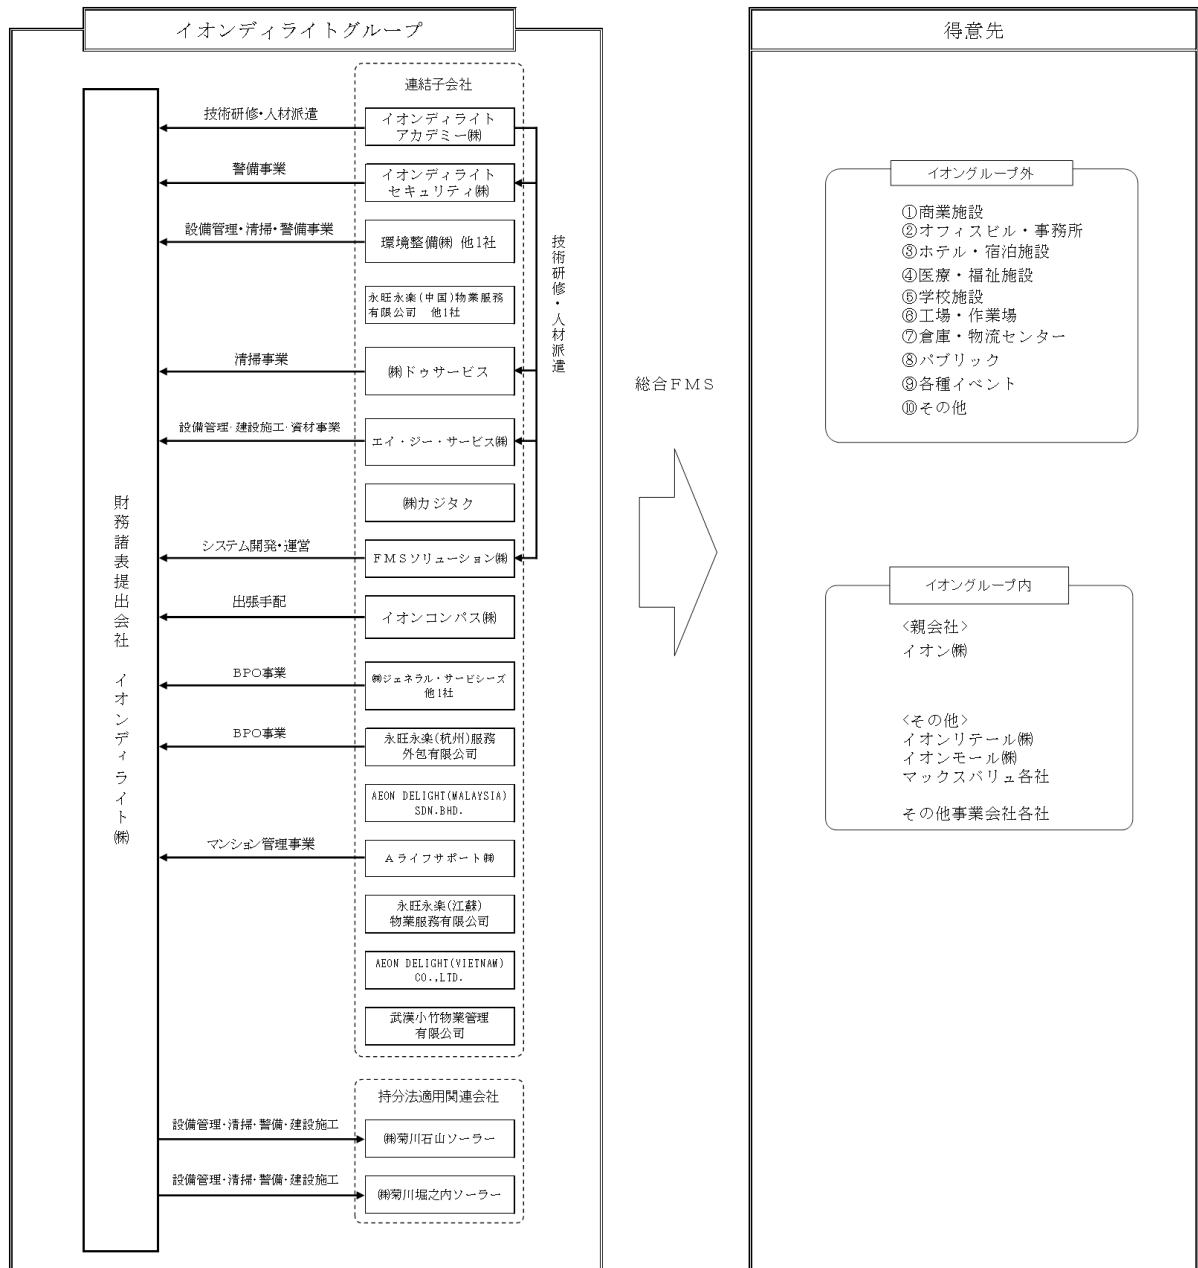 イオンディライトグループ
連結子会社
技術研修・人材派遣
イオンディライト
アカデミー㈱
警備事業
イオンディライト
セキュリティ㈱
設備管理・清掃・警備事業
環境整備㈱ 他1社
永旺永楽(中国)物業服務
有限公司 他1社
清掃事業
㈱ドゥサービス
設備管理・建設施工・資材事業
エイ・ジー・サービス㈱
㈱カジタク
システム開発・運営
FMSソリューション㈱
出張手配
イオンコンパス㈱
BPO事業
㈱ジェネラル・サービシーズ
他1社
BPO事業
永旺永楽(杭州)服務
外包有限公司
AEON DELIGHT(MALAYSIA)
SDN.BHD.
マンション管理事業
Aライフサポート㈱
永旺永楽(江蘇)
物業服務有限公司
AEON DELIGHT(VIETNAM)
CO.,LTD.
武漢小竹物業管理
有限公司
技術研修・人材派遣
財務諸表提出会社 イオンディライト㈱
持分法適用関連会社
設備管理・清掃・警備・建設施工
㈱菊川石山ソーラー
設備管理・清掃・警備・建設施工
㈱菊川堀之内ソーラー
総合FMS
得意先
イオングループ外
①商業施設
②オフィスビル・事務所
③ホテル・宿泊施設
④医療・福祉施設
⑤学校施設
⑥工場・作業場
⑦倉庫・物流センター
⑧パブリック
⑨各種イベント
⑩その他
イオングループ内
<親会社>
イオン㈱
<その他>
イオンリテール㈱
イオンモール㈱
マックスバリュ各社
その他事業会社各社